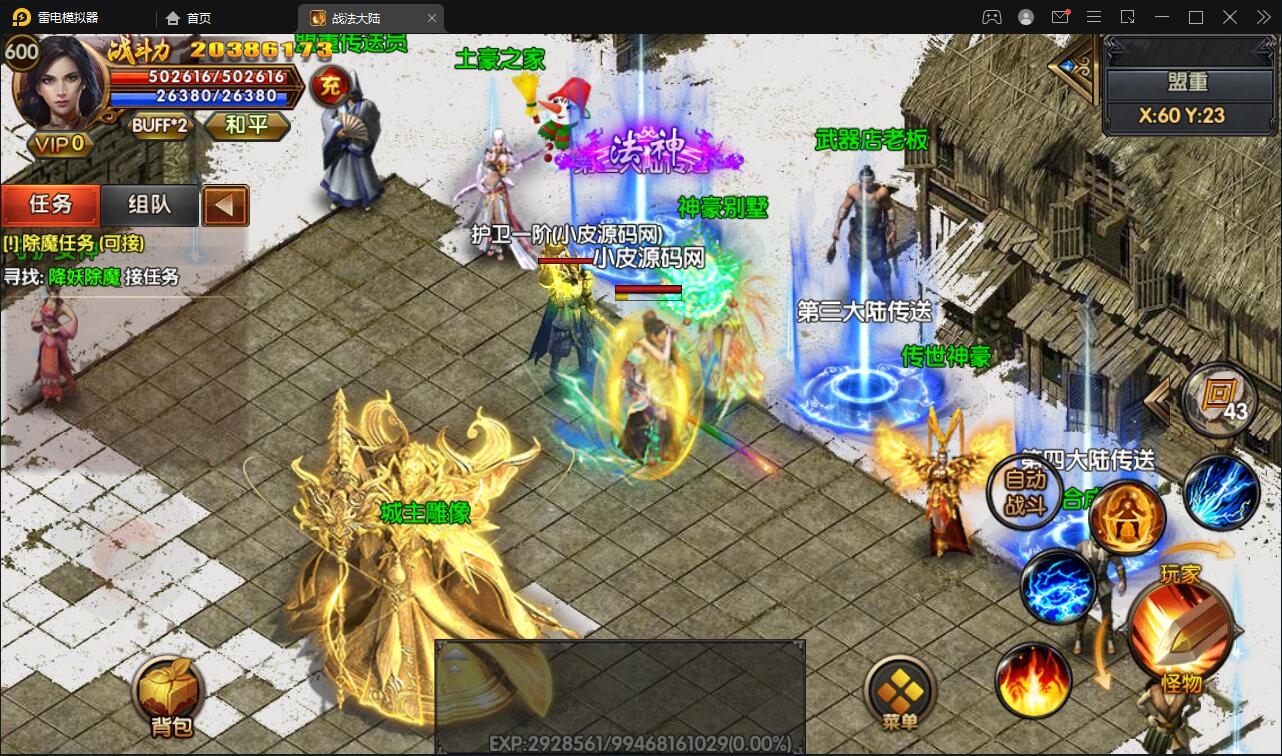 雷电模拟器
首页
战法大陆
600
战斗力 20386173
502616/502616
26380/26380
VIP0
BUFF*2
和平
充
盟重传送员
土豪之家
法神
武器店老板
盟重
X:60 Y:23
任务
组队
[!]除魔任务(可接)
寻找: 降妖除魔 接任务
神豪别墅
护卫一阶(小皮源码网)
小皮源码网
第三大陆传送
传世神豪
回
43
第四大陆传送
自动
战斗
城主雕像
玩家
怪物
背包
菜单
EXP:2928561/99468161029(0.00%)